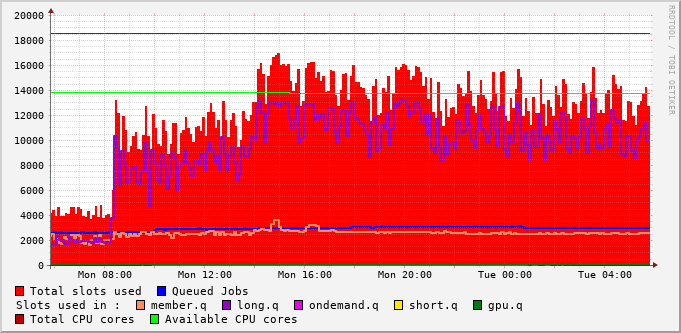 20000
18000
16000
14000
12000
10000
8000
6000
4000
2000
0
Mon 08:00 Mon 12:00 Mon 16:00 Mon 20:00 Tue 00:00 Tue 04:00
Total slots used Queued Jobs
Slots used in : member.q long.q ondemand.q short.q gpu.q
Total CPU cores Available CPU cores
RRDTOOL / TOBI OETIKER